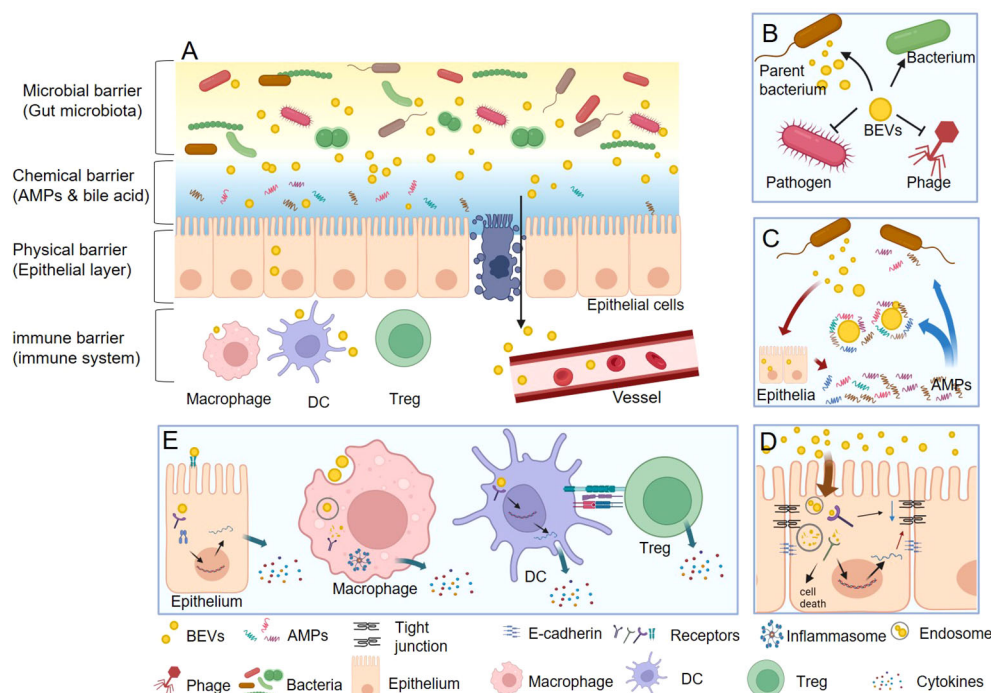 A
Microbial barrier
(Gut microbiota)
Chemical barrier
(AMPs & bile acid)
Physical barrier
(Epithelial layer)
Epithelial cells
immune barrier
(immune system)
Macrophage
DC
Treg
Vessel
B
Parent
bacterium
Bacterium
BEVs
Pathogen
Phage
C
Epithelia
AMPs
D
cell
death
E
Epithelium
Macrophage
DC
Treg
BEVs
AMPs
Tight
junction
E-cadherin
Receptors
Inflammasome
Endosome
Phage
Bacteria
Epithelium
Macrophage
DC
Treg
Cytokines